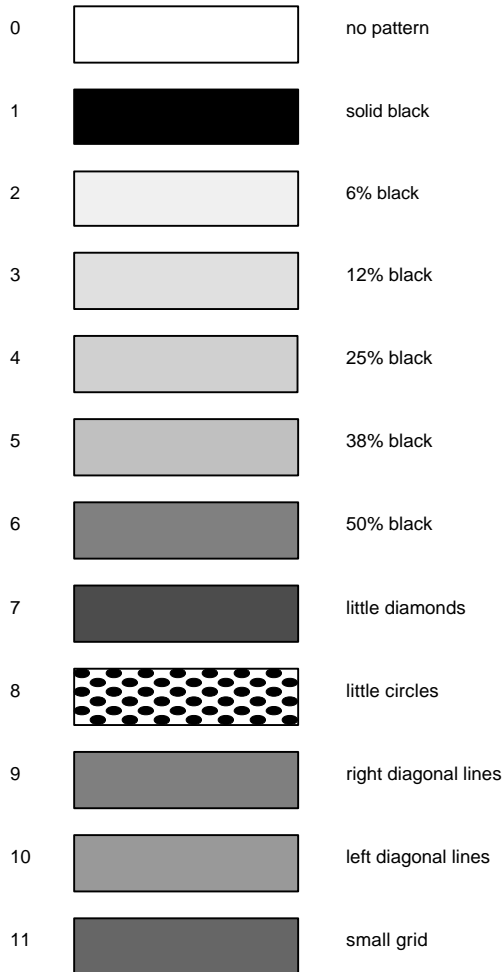 0 no pattern
1 solid black
2 6% black
3 12% black
4 25% black
5 38% black
6 50% black
7 little diamonds
8 little circles
9 right diagonal lines
10 left diagonal lines
11 small grid